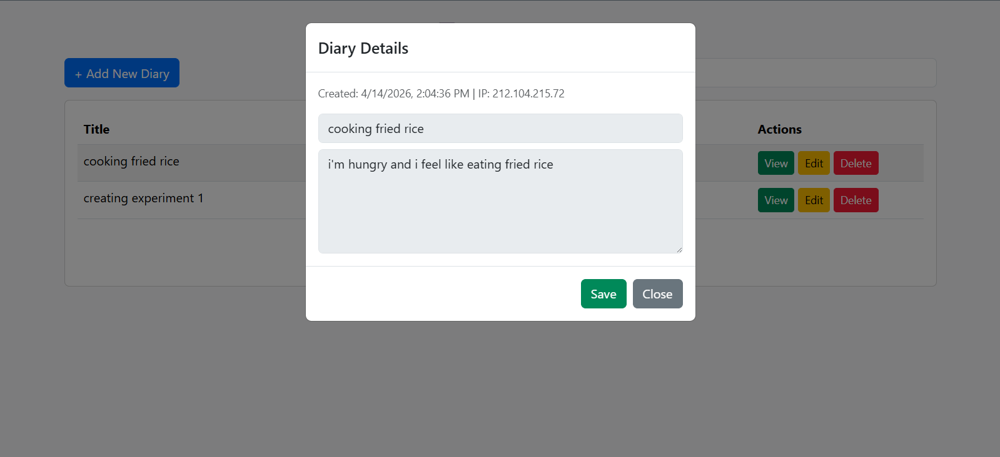 Diary Details
Created: 4/14/2026, 2:04:36 PM | IP: 212.104.215.72
cooking fried rice
i'm hungry and i feel like eating fried rice
Save Close
+ Add New Diary
Title Actions
cooking fried rice View Edit Delete
creating experiment 1 View Edit Delete